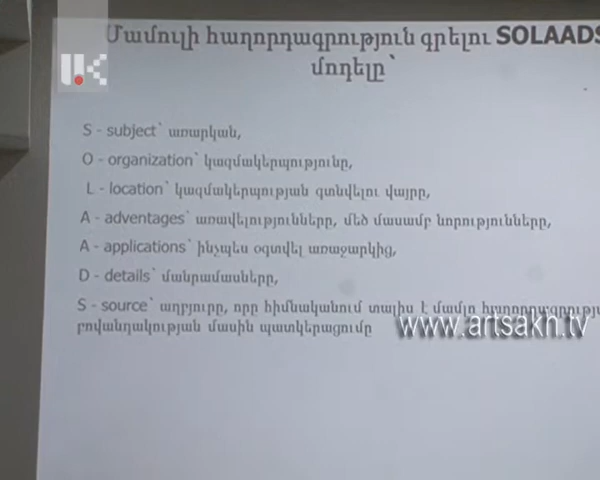 Մամուլի հաղորդագրություն գրելու SOLAADS
մոդելը՝
S - subject՝ առարկան,
O - organization՝ կազմակերպությունը,
L - location՝ կազմակերպության գտնվելու վայրը,
A - adventages՝ առավելությունները, մեծ մասամբ նորությունները,
A - applications՝ ինչպես օգտվել առաջարկից,
D - details՝ մանրամասները,
S - source՝ աղբյուրը, որը հիմնականում տալիս է մամլո
բովանդակության մասին պատկերացումը
www.artsakh.tv